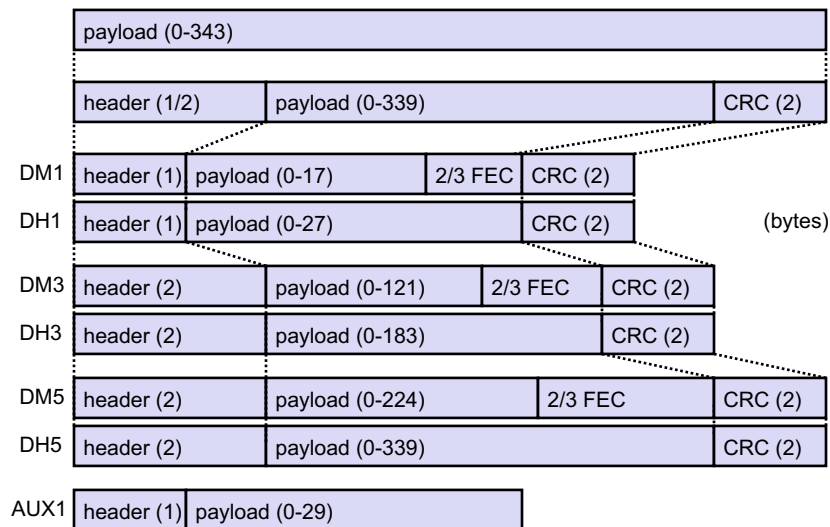 payload (0-343)
header (1/2) payload (0-339) CRC (2)
DM1 header (1) payload (0-17) 2/3 FEC CRC (2)
DH1 header (1) payload (0-27) CRC (2) (bytes)
DM3 header (2) payload (0-121) 2/3 FEC CRC (2)
DH3 header (2) payload (0-183) CRC (2)
DM5 header (2) payload (0-224) 2/3 FEC CRC (2)
DH5 header (2) payload (0-339) CRC (2)
AUX1 header (1) payload (0-29)